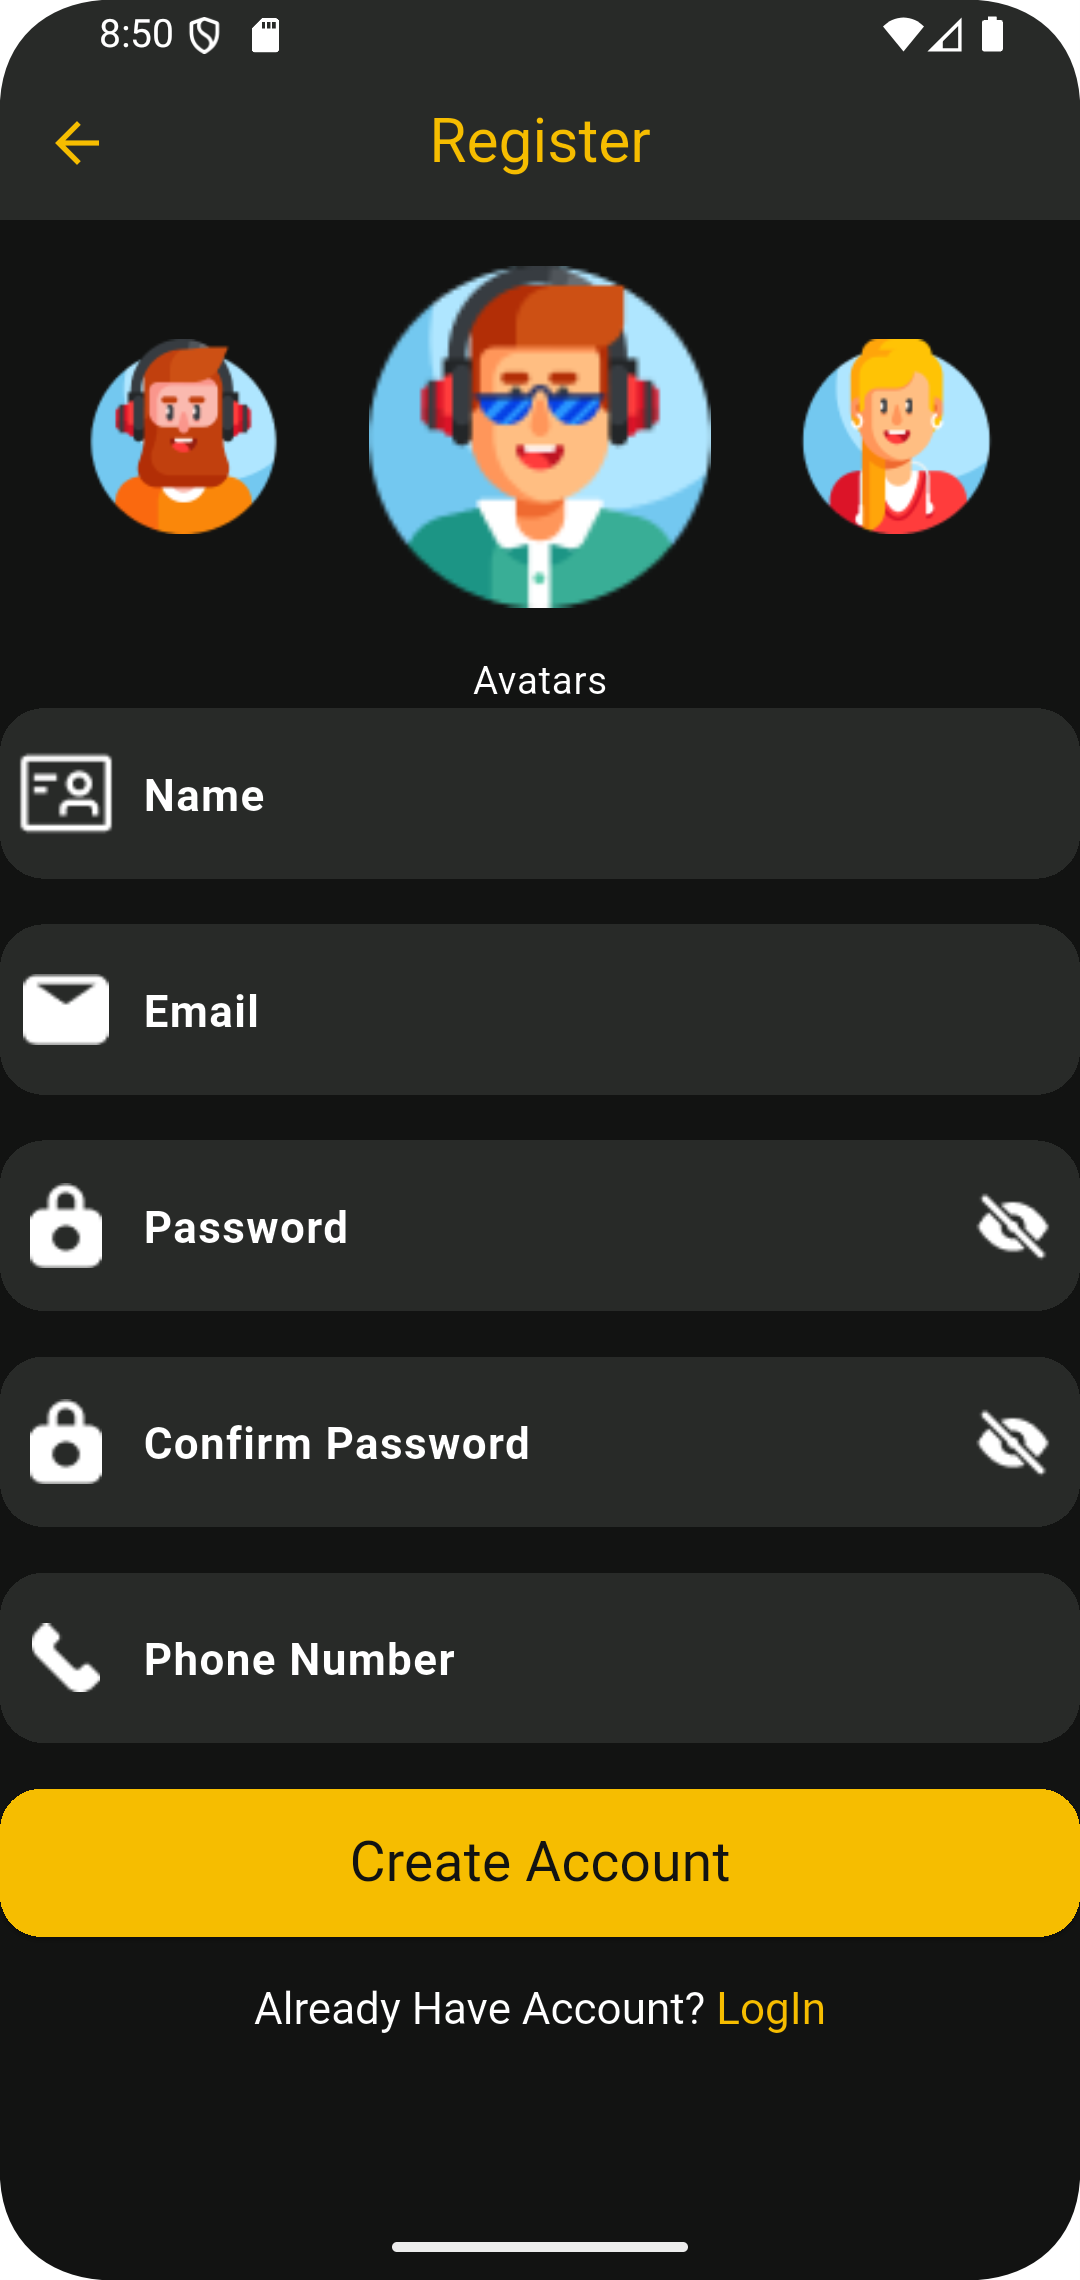 8:50
Register
Avatars
Name
Email
Password
Confirm Password
Phone Number
Create Account
Already Have Account? LogIn